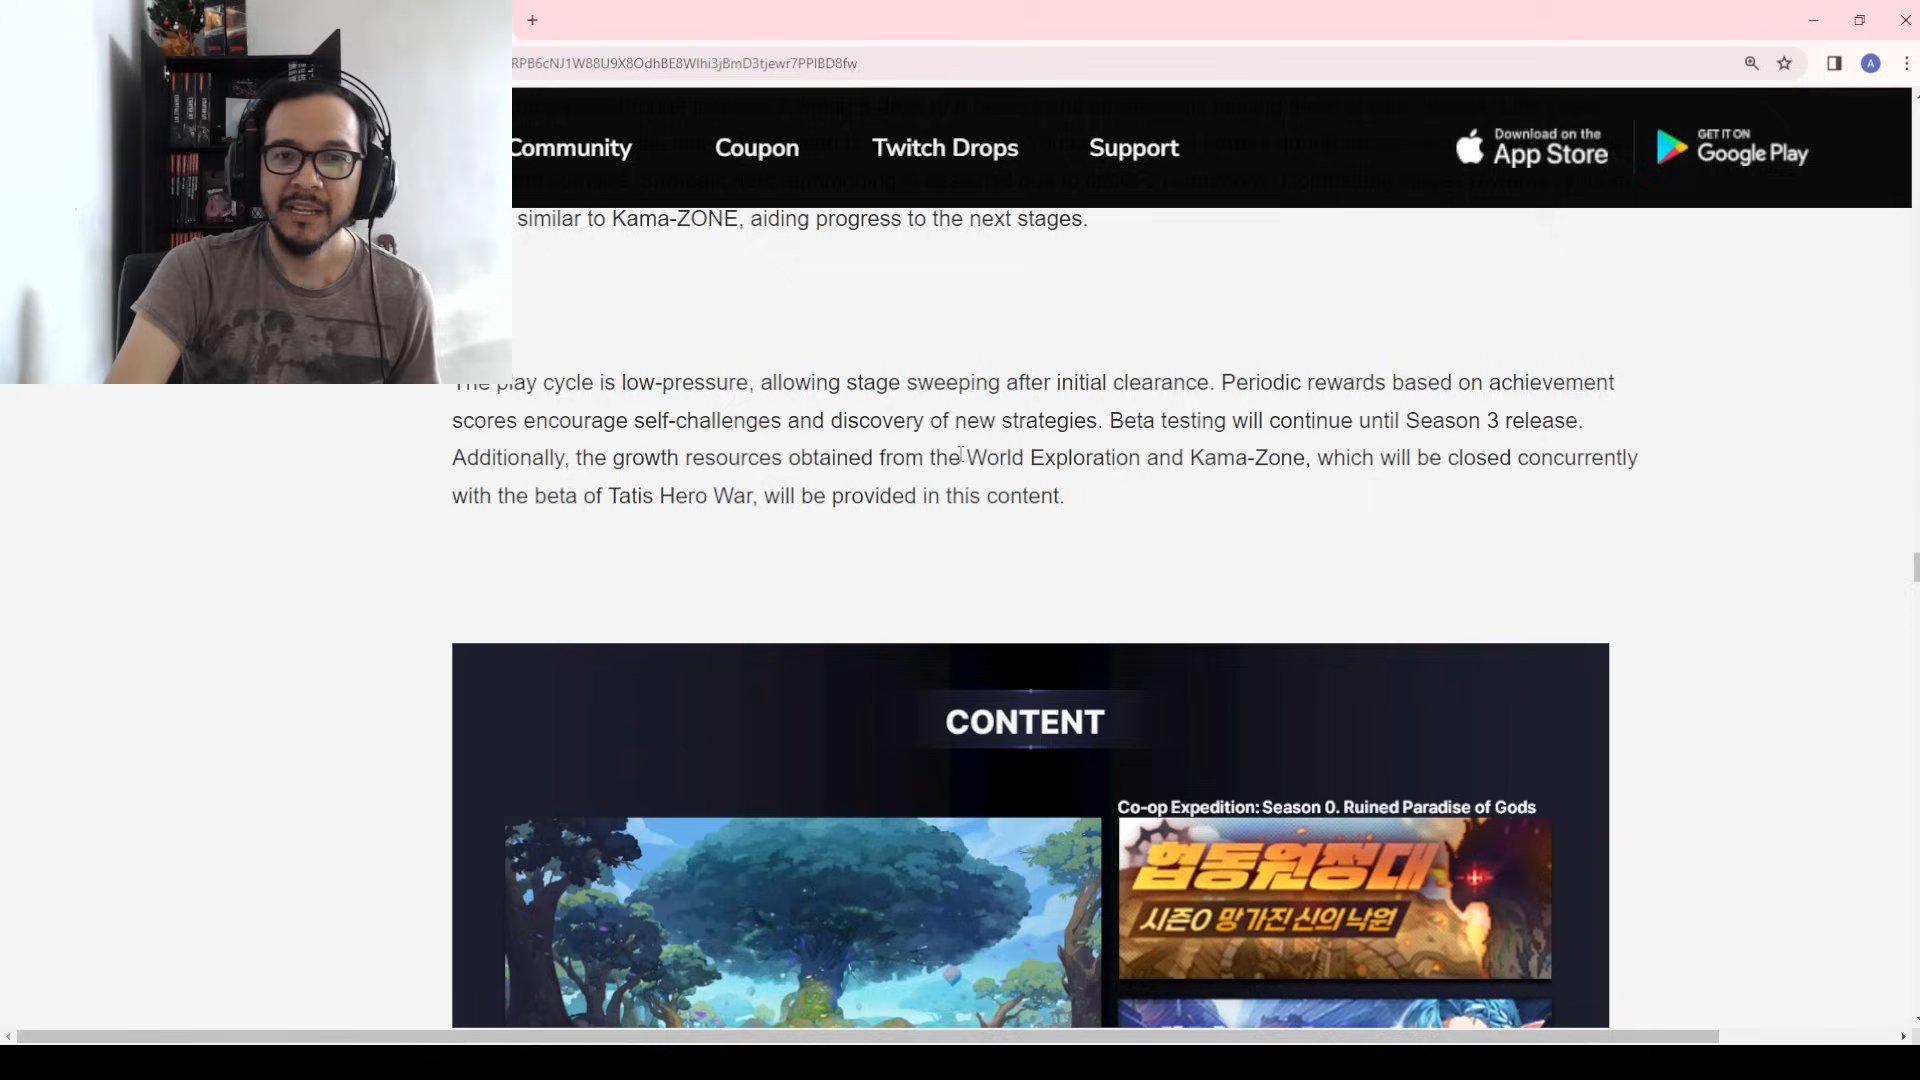 RPB6cNJ1W88U9X8OdhBE8WIhi3jBmD3tjewr7PPIBD8fw
A
Community Coupon Twitch Drops Support
Download on the App Store
GET IT ON Google Play
similar to Kama-ZONE, aiding progress to the next stages.
The play cycle is low-pressure, allowing stage sweeping after initial clearance. Periodic rewards based on achievement
scores encourage self-challenges and discovery of new strategies. Beta testing will continue until Season 3 release.
Additionally, the growth resources obtained from the World Exploration and Kama-Zone, which will be closed concurrently
with the beta of Tatis Hero War, will be provided in this content.
CONTENT
Co-op Expedition: Season 0. Ruined Paradise of Gods
협동원정대
시즌0 망가진 신의 낙원